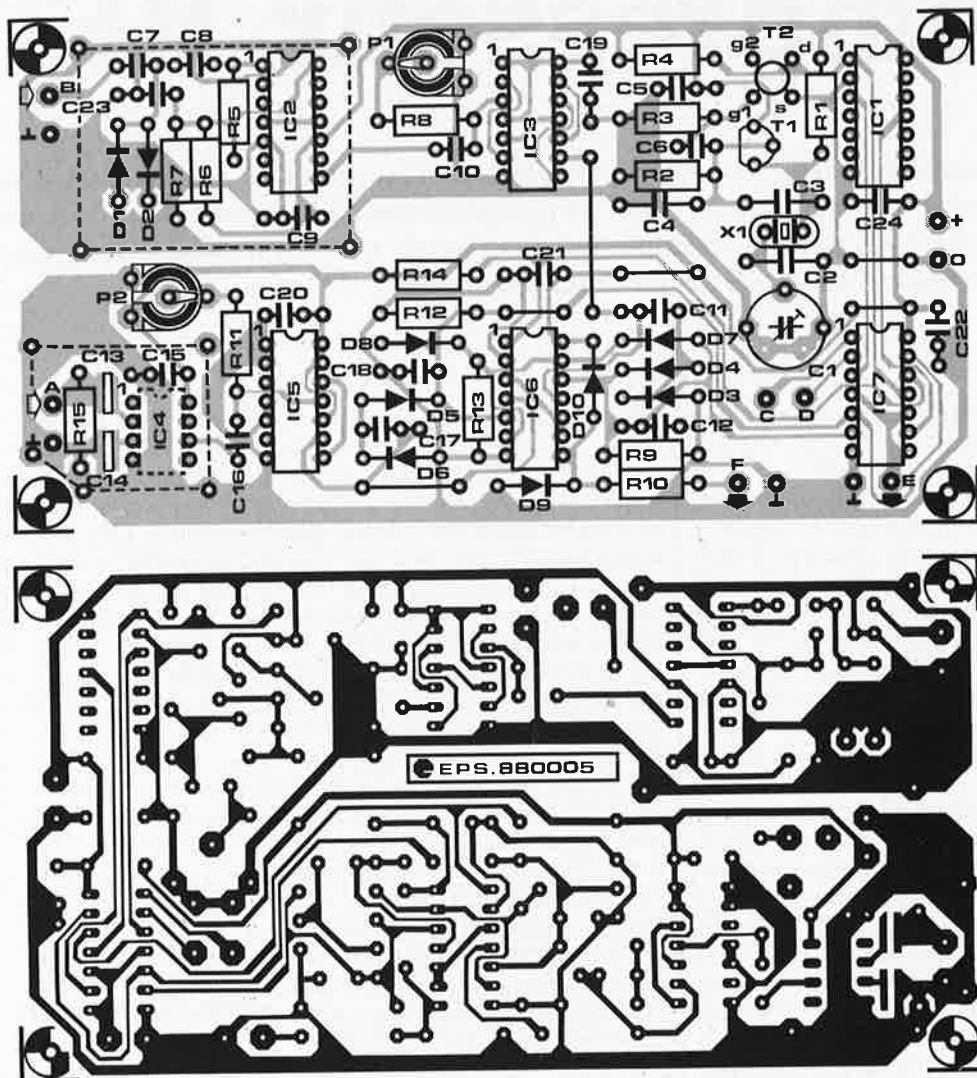 C7 C8 P1 1 C19 R4 g2 T2 d 1
B 1 C5
C23 R5 IC2 R8 IC3 R3 g1 s T1 R1 IC1
C10 C6
R7 R6 R2 C3
D1 D2 C9 C4 X1 C24 +
C2 0
P2 R14 C21
C20 R12 1 C11 1
R11 1 D8 D7 C1 C22
C13 C15 C18 D4
A 1 IC5 D5 R13 IC6 D10 D3 C D IC7
R15 IC4 C17 C12
C14 C16 D6 R9 F E
D9 R10
EPS.880005